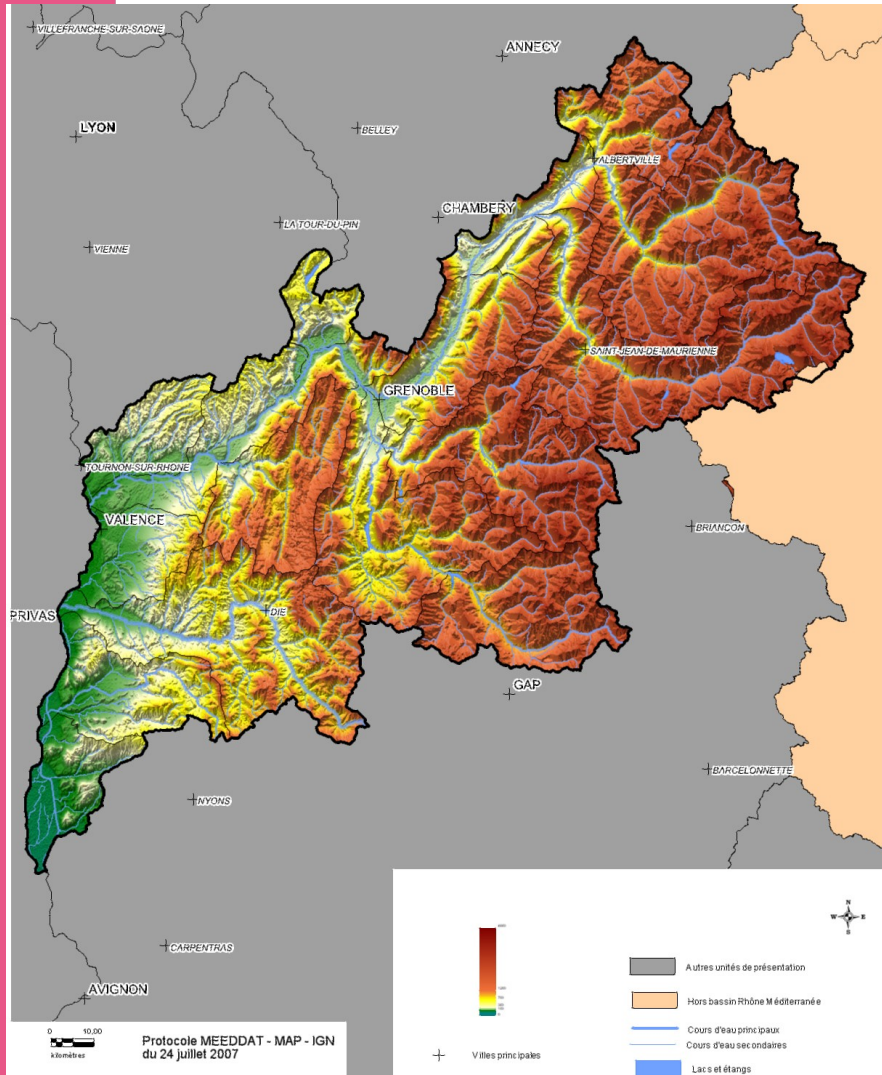 VILLEFRANCHE-SUR-SAONE
ANNECY
LYON
BELLEY
ALBERTVILLE
CHAMBERY
LA TOUR-DU-PIN
VIENNE
SAINT-JEAN-DE-MAURIENNE
GRENOBLE
TOURNON-SUR-RHONE
VALENCE
BRIANÇON
PRIVAS
DIE
GAP
BARCELONNETTE
NYONS
CARPENTRAS
AVIGNON
0 10,00
kilomètres
Protocole MEEDDAT - MAP - IGN
du 24 juillet 2007
Villes principales
N
W E
S
Autres unités de présentation
Hors bassin Rhône Méditerranée
Cours d'eau principaux
Cours d'eau secondaires
Lacs et étangs